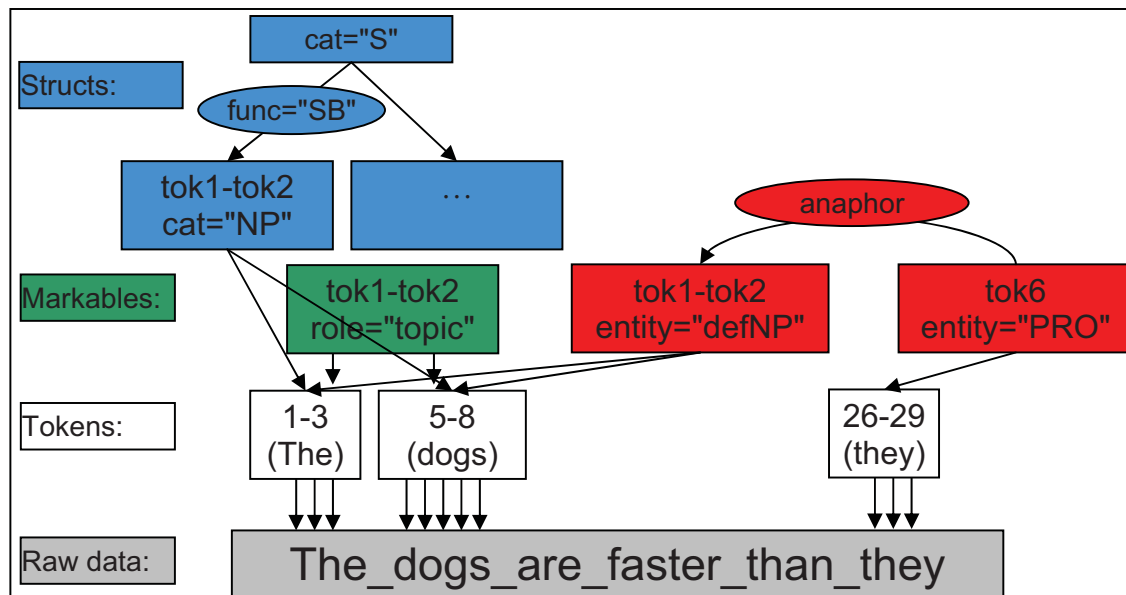 cat="S"
Structs:
func="SB"
tok1-tok2
cat="NP"
...
anaphor
Markables:
tok1-tok2
role="topic"
tok1-tok2
entity="defNP"
tok6
entity="PRO"
Tokens:
1-3
(The)
5-8
(dogs)
26-29
(they)
Raw data:
The_dogs_are_faster_than_they